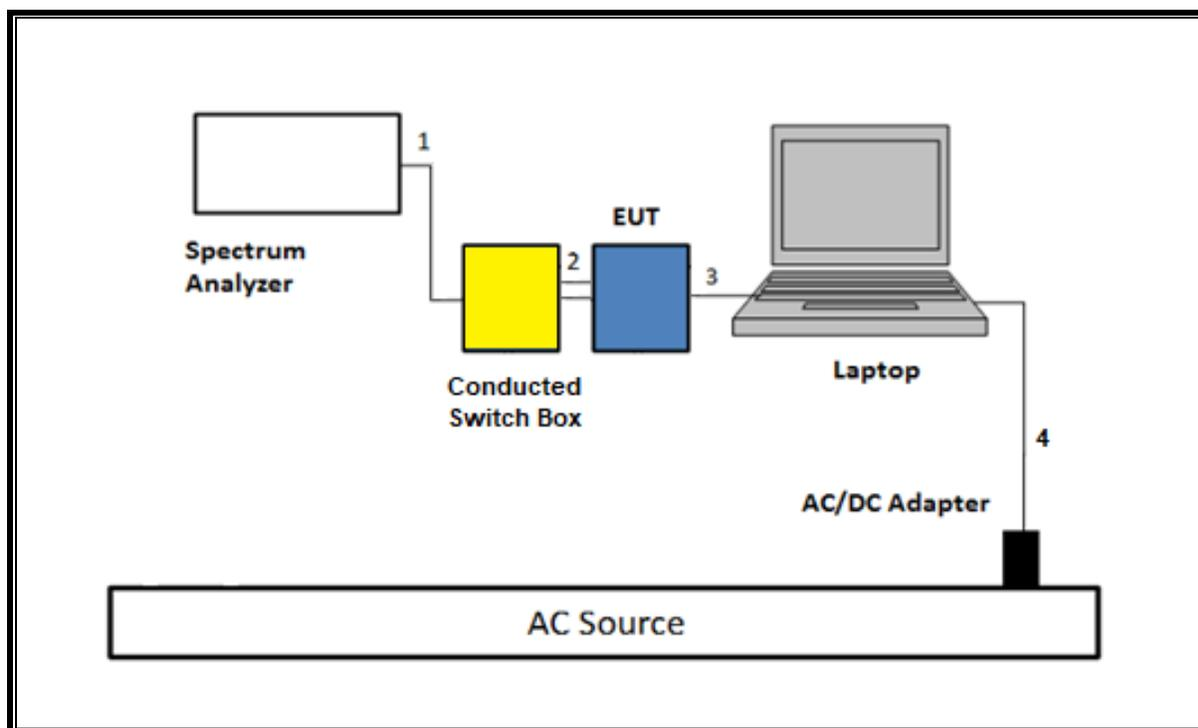 1
Spectrum
Analyzer
2
EUT
3
Conducted
Switch Box
Laptop
4
AC/DC Adapter
AC Source